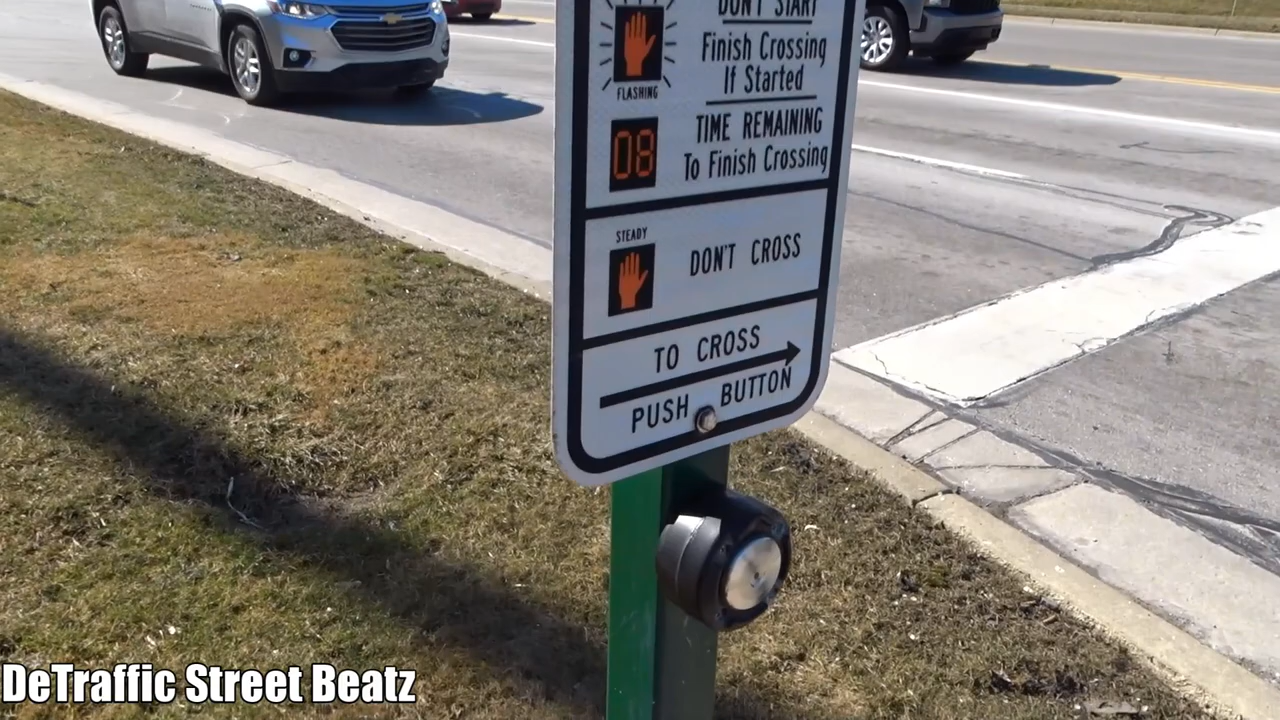 DON'T START
Finish Crossing
If Started
FLASHING
TIME REMAINING
To Finish Crossing
08
STEADY
DON'T CROSS
TO CROSS
PUSH BUTTON
DeTraffic Street Beatz